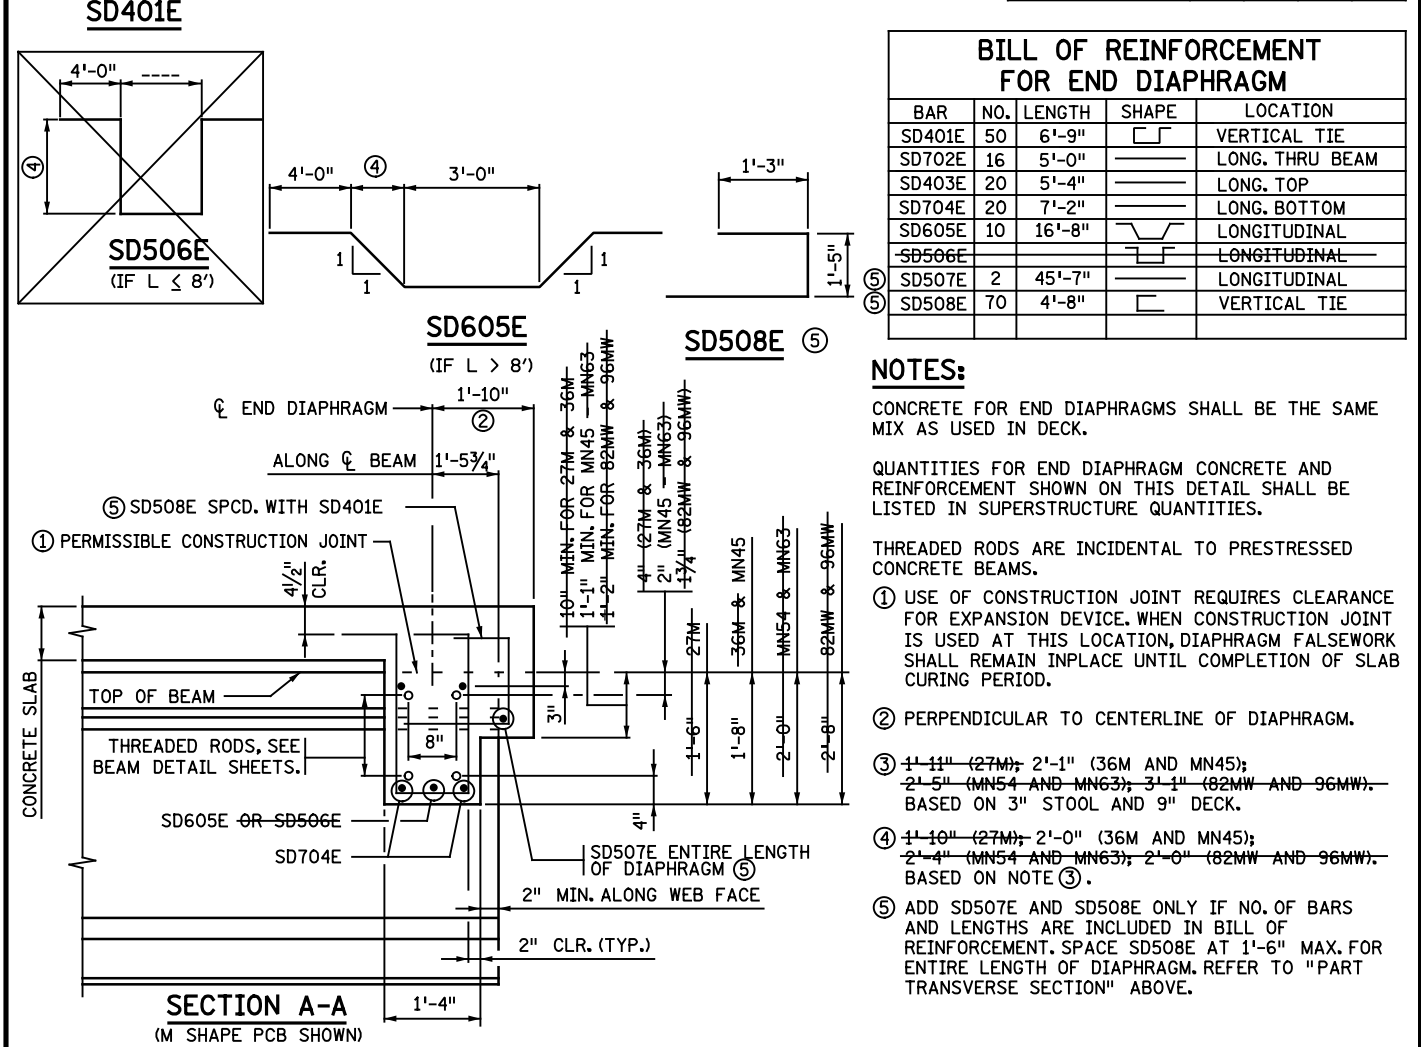 SD401E
4'-0"
----
④
SD506E
(IF L ≤ 8')
4'-0"
④
3'-0"
1
1
1
1
SD605E
(IF L > 8')
1'-3"
1'-5"
SD508E ⑤
BILL OF REINFORCEMENT
FOR END DIAPHRAGM
BAR NO. LENGTH SHAPE LOCATION
SD401E 50 6'-9" VERTICAL TIE
SD702E 16 5'-0" LONG. THRU BEAM
SD403E 20 5'-4" LONG. TOP
SD704E 20 7'-2" LONG. BOTTOM
SD605E 10 16'-8" LONGITUDINAL
SD506E LONGITUDINAL
⑤ SD507E 2 45'-7" LONGITUDINAL
⑤ SD508E 70 4'-8" VERTICAL TIE
℄ END DIAPHRAGM
1'-10"
②
ALONG ℄ BEAM
1'-5¾"
⑤ SD508E SPCD. WITH SD401E
① PERMISSIBLE CONSTRUCTION JOINT
4½"
CLR.
10" MIN. FOR 27M & 36M
1'-1" MIN. FOR MN45 - MN63
1'-2" MIN. FOR 82MW & 96MW
4" (27M & 36M)
2" (MN45 - MN63)
1¾" (82MW & 96MW)
1'-6" 27M
1'-8" 36M & MN45
2'-0" MN54 & MN63
2'-8" 82MW & 96MW
CONCRETE SLAB
TOP OF BEAM
THREADED RODS, SEE
BEAM DETAIL SHEETS.
8"
3"
4"
SD605E OR SD506E
SD704E
SD507E ENTIRE LENGTH
OF DIAPHRAGM ⑤
2" MIN. ALONG WEB FACE
2" CLR. (TYP.)
1'-4"
SECTION A-A
(M SHAPE PCB SHOWN)
NOTES:
CONCRETE FOR END DIAPHRAGMS SHALL BE THE SAME
MIX AS USED IN DECK.
QUANTITIES FOR END DIAPHRAGM CONCRETE AND
REINFORCEMENT SHOWN ON THIS DETAIL SHALL BE
LISTED IN SUPERSTRUCTURE QUANTITIES.
THREADED RODS ARE INCIDENTAL TO PRESTRESSED
CONCRETE BEAMS.
① USE OF CONSTRUCTION JOINT REQUIRES CLEARANCE
FOR EXPANSION DEVICE. WHEN CONSTRUCTION JOINT
IS USED AT THIS LOCATION, DIAPHRAGM FALSEWORK
SHALL REMAIN INPLACE UNTIL COMPLETION OF SLAB
CURING PERIOD.
② PERPENDICULAR TO CENTERLINE OF DIAPHRAGM.
③ 1'-11" (27M); 2'-1" (36M AND MN45);
2'-5" (MN54 AND MN63); 3'-1" (82MW AND 96MW).
BASED ON 3" STOOL AND 9" DECK.
④ 1'-10" (27M); 2'-0" (36M AND MN45);
2'-4" (MN54 AND MN63); 2'-0" (82MW AND 96MW).
BASED ON NOTE ③.
⑤ ADD SD507E AND SD508E ONLY IF NO. OF BARS
AND LENGTHS ARE INCLUDED IN BILL OF
REINFORCEMENT. SPACE SD508E AT 1'-6" MAX. FOR
ENTIRE LENGTH OF DIAPHRAGM. REFER TO "PART
TRANSVERSE SECTION" ABOVE.